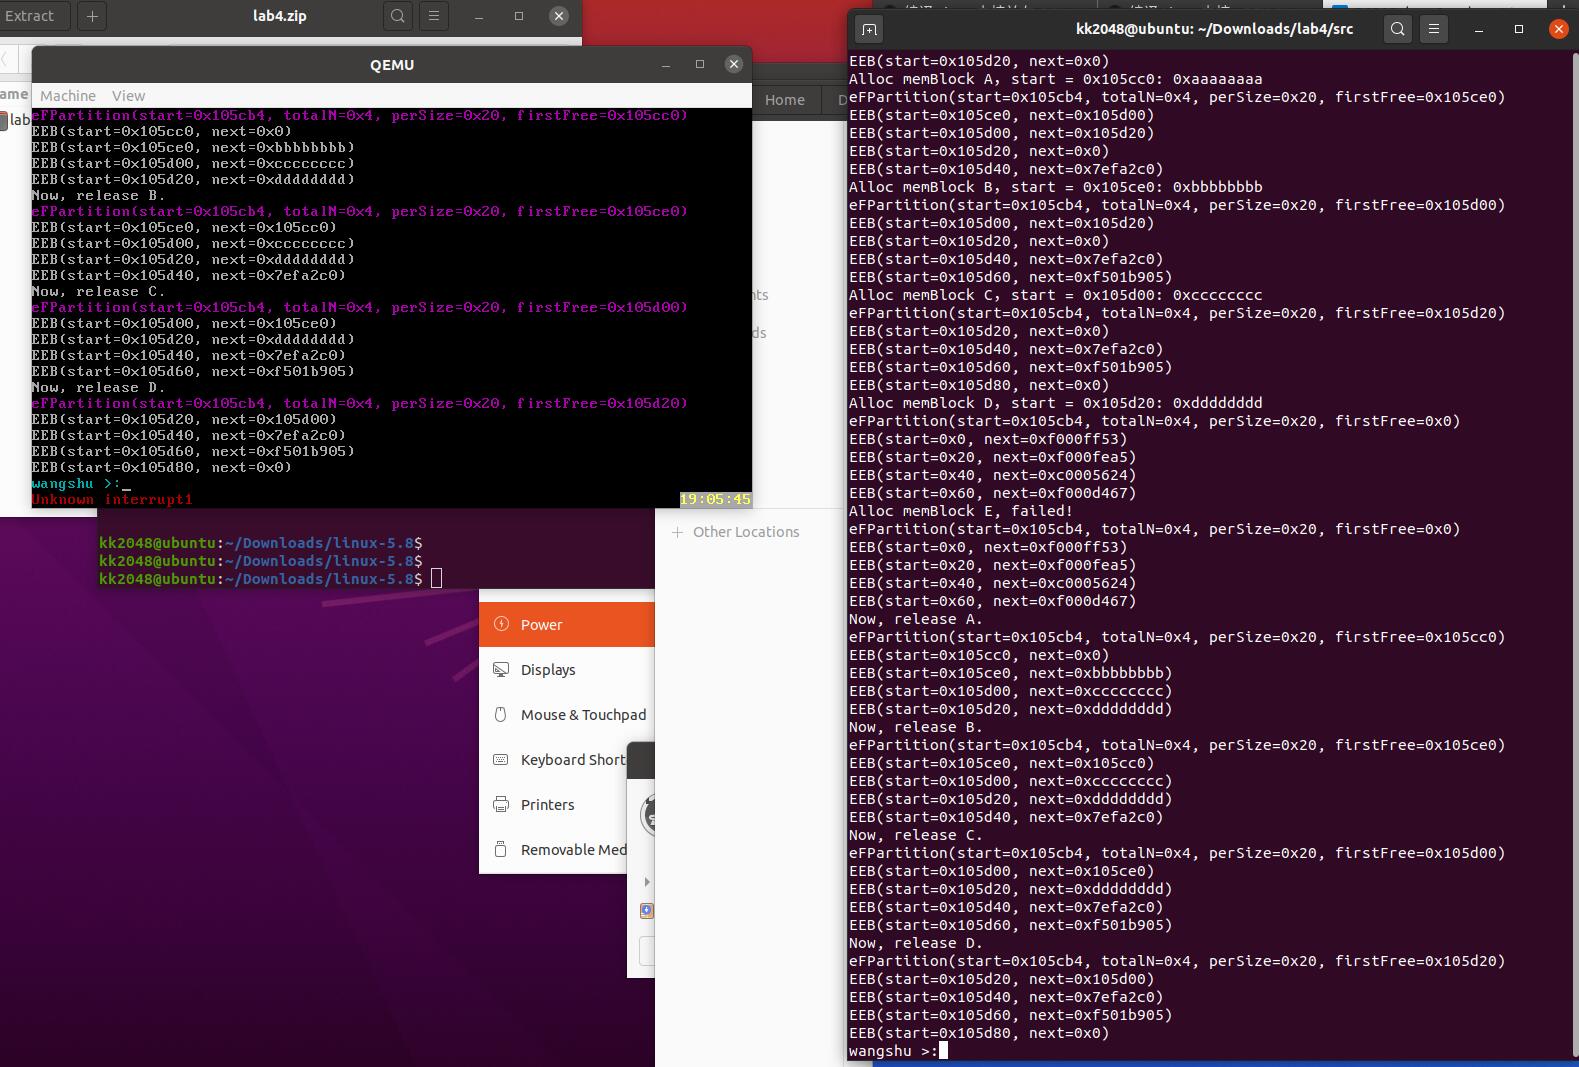 Extract
lab4.zip
ame
lab
QEMU
Machine View
eFPartition(start=0x105cb4, totalN=0x4, perSize=0x20, firstFree=0x105cc0)
EEB(start=0x105cc0, next=0x0)
EEB(start=0x105ce0, next=0xbbbbbbbb)
EEB(start=0x105d00, next=0xcccccccc)
EEB(start=0x105d20, next=0xdddddddd)
Now, release B.
eFPartition(start=0x105cb4, totalN=0x4, perSize=0x20, firstFree=0x105ce0)
EEB(start=0x105ce0, next=0x105cc0)
EEB(start=0x105d00, next=0xcccccccc)
EEB(start=0x105d20, next=0xdddddddd)
EEB(start=0x105d40, next=0x7efa2c0)
Now, release C.
eFPartition(start=0x105cb4, totalN=0x4, perSize=0x20, firstFree=0x105d00)
EEB(start=0x105d00, next=0x105ce0)
EEB(start=0x105d20, next=0xdddddddd)
EEB(start=0x105d40, next=0x7efa2c0)
EEB(start=0x105d60, next=0xf501b905)
Now, release D.
eFPartition(start=0x105cb4, totalN=0x4, perSize=0x20, firstFree=0x105d20)
EEB(start=0x105d20, next=0x105d00)
EEB(start=0x105d40, next=0x7efa2c0)
EEB(start=0x105d60, next=0xf501b905)
EEB(start=0x105d80, next=0x0)
wangshu >:_
Unknown interrupt1 19:05:45
kk2048@ubuntu:~/Downloads/linux-5.8$
kk2048@ubuntu:~/Downloads/linux-5.8$
kk2048@ubuntu:~/Downloads/linux-5.8$
Home
D
nts
ds
Other Locations
Power
Displays
Mouse & Touchpad
Keyboard Short
Printers
Removable Med
kk2048@ubuntu: ~/Downloads/lab4/src
EEB(start=0x105d20, next=0x0)
Alloc memBlock A, start = 0x105cc0: 0xaaaaaaaa
eFPartition(start=0x105cb4, totalN=0x4, perSize=0x20, firstFree=0x105ce0)
EEB(start=0x105ce0, next=0x105d00)
EEB(start=0x105d00, next=0x105d20)
EEB(start=0x105d20, next=0x0)
EEB(start=0x105d40, next=0x7efa2c0)
Alloc memBlock B, start = 0x105ce0: 0xbbbbbbbb
eFPartition(start=0x105cb4, totalN=0x4, perSize=0x20, firstFree=0x105d00)
EEB(start=0x105d00, next=0x105d20)
EEB(start=0x105d20, next=0x0)
EEB(start=0x105d40, next=0x7efa2c0)
EEB(start=0x105d60, next=0xf501b905)
Alloc memBlock C, start = 0x105d00: 0xcccccccc
eFPartition(start=0x105cb4, totalN=0x4, perSize=0x20, firstFree=0x105d20)
EEB(start=0x105d20, next=0x0)
EEB(start=0x105d40, next=0x7efa2c0)
EEB(start=0x105d60, next=0xf501b905)
EEB(start=0x105d80, next=0x0)
Alloc memBlock D, start = 0x105d20: 0xdddddddd
eFPartition(start=0x105cb4, totalN=0x4, perSize=0x20, firstFree=0x0)
EEB(start=0x0, next=0xf000ff53)
EEB(start=0x20, next=0xf000fea5)
EEB(start=0x40, next=0xc0005624)
EEB(start=0x60, next=0xf000d467)
Alloc memBlock E, failed!
eFPartition(start=0x105cb4, totalN=0x4, perSize=0x20, firstFree=0x0)
EEB(start=0x0, next=0xf000ff53)
EEB(start=0x20, next=0xf000fea5)
EEB(start=0x40, next=0xc0005624)
EEB(start=0x60, next=0xf000d467)
Now, release A.
eFPartition(start=0x105cb4, totalN=0x4, perSize=0x20, firstFree=0x105cc0)
EEB(start=0x105cc0, next=0x0)
EEB(start=0x105ce0, next=0xbbbbbbbb)
EEB(start=0x105d00, next=0xcccccccc)
EEB(start=0x105d20, next=0xdddddddd)
Now, release B.
eFPartition(start=0x105cb4, totalN=0x4, perSize=0x20, firstFree=0x105ce0)
EEB(start=0x105ce0, next=0x105cc0)
EEB(start=0x105d00, next=0xcccccccc)
EEB(start=0x105d20, next=0xdddddddd)
EEB(start=0x105d40, next=0x7efa2c0)
Now, release C.
eFPartition(start=0x105cb4, totalN=0x4, perSize=0x20, firstFree=0x105d00)
EEB(start=0x105d00, next=0x105ce0)
EEB(start=0x105d20, next=0xdddddddd)
EEB(start=0x105d40, next=0x7efa2c0)
EEB(start=0x105d60, next=0xf501b905)
Now, release D.
eFPartition(start=0x105cb4, totalN=0x4, perSize=0x20, firstFree=0x105d20)
EEB(start=0x105d20, next=0x105d00)
EEB(start=0x105d40, next=0x7efa2c0)
EEB(start=0x105d60, next=0xf501b905)
EEB(start=0x105d80, next=0x0)
wangshu >: